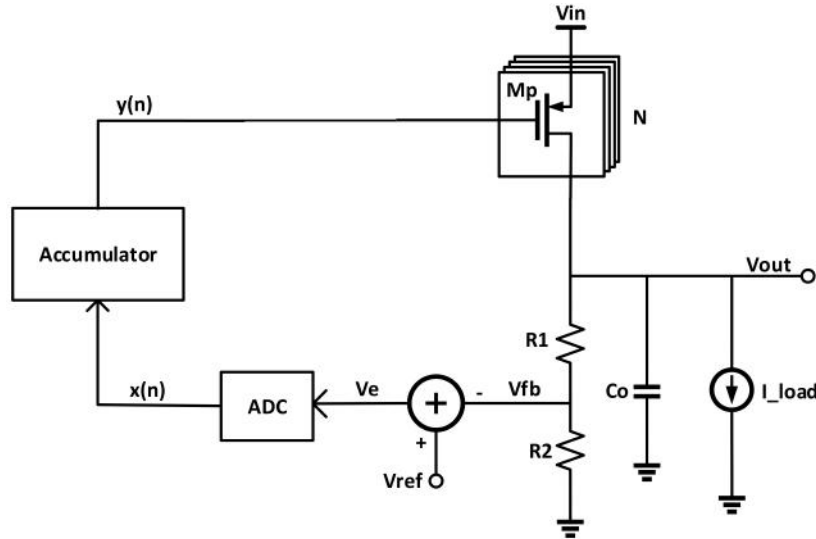 Vin
Mp
y(n)
N
Accumulator
Vout
R1
x(n)
ADC
Ve
+
-
Vfb
Co
I_load
+
R2
Vref